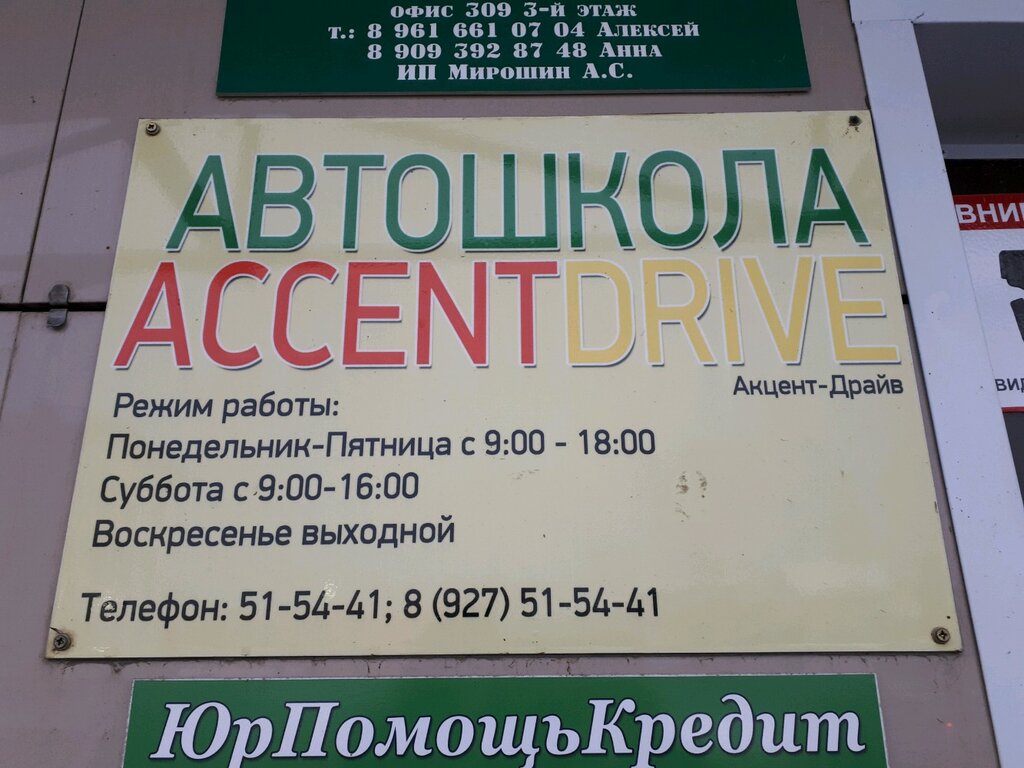 офис 309 3-й этаж
т.: 8 961 661 07 04 Алексей
8 909 392 87 48 Анна
ИП Мирошин А.С.
АВТОШКОЛА
ACCENTDRIVE
Акцент-Драйв
Режим работы:
Понедельник-Пятница с 9:00 - 18:00
Суббота с 9:00-16:00
Воскресенье выходной
Телефон: 51-54-41; 8 (927) 51-54-41
ЮрПомощьКредит